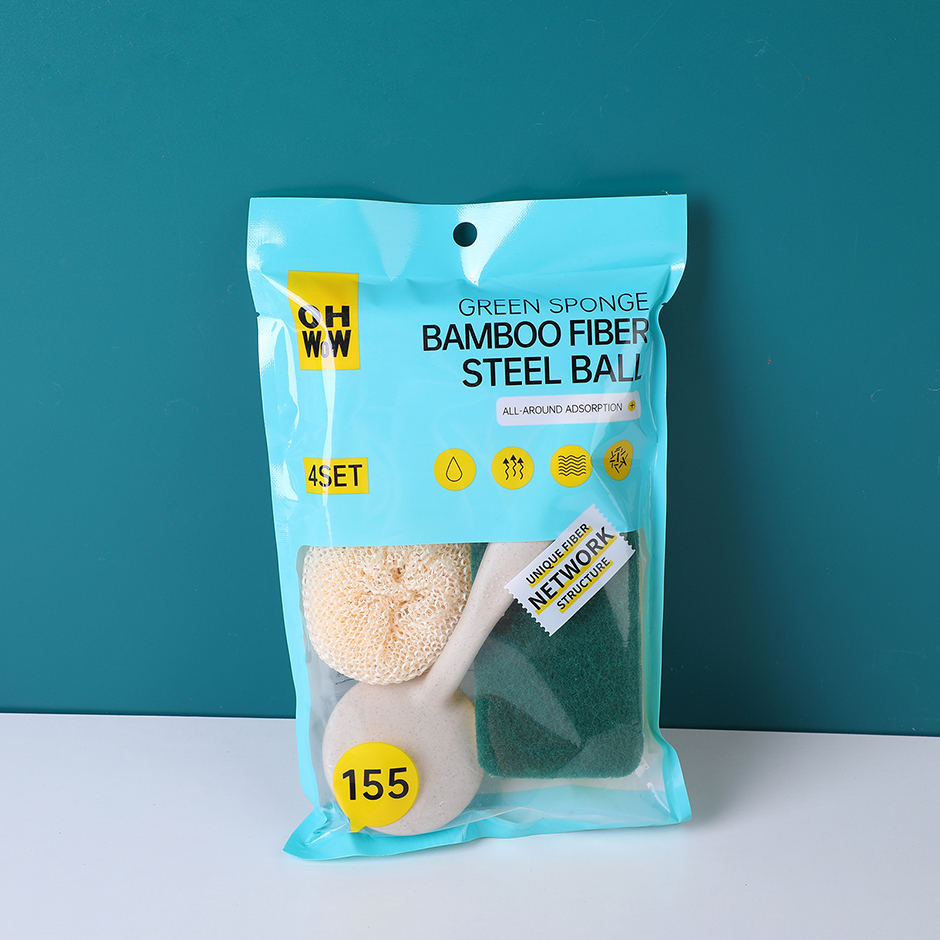 OH
WOW
GREEN SPONGE
BAMBOO FIBER
STEEL BALL
ALL-AROUND ADSORPTION +
4SET
UNIQUE FIBER
NETWORK
STRUCTURE
155